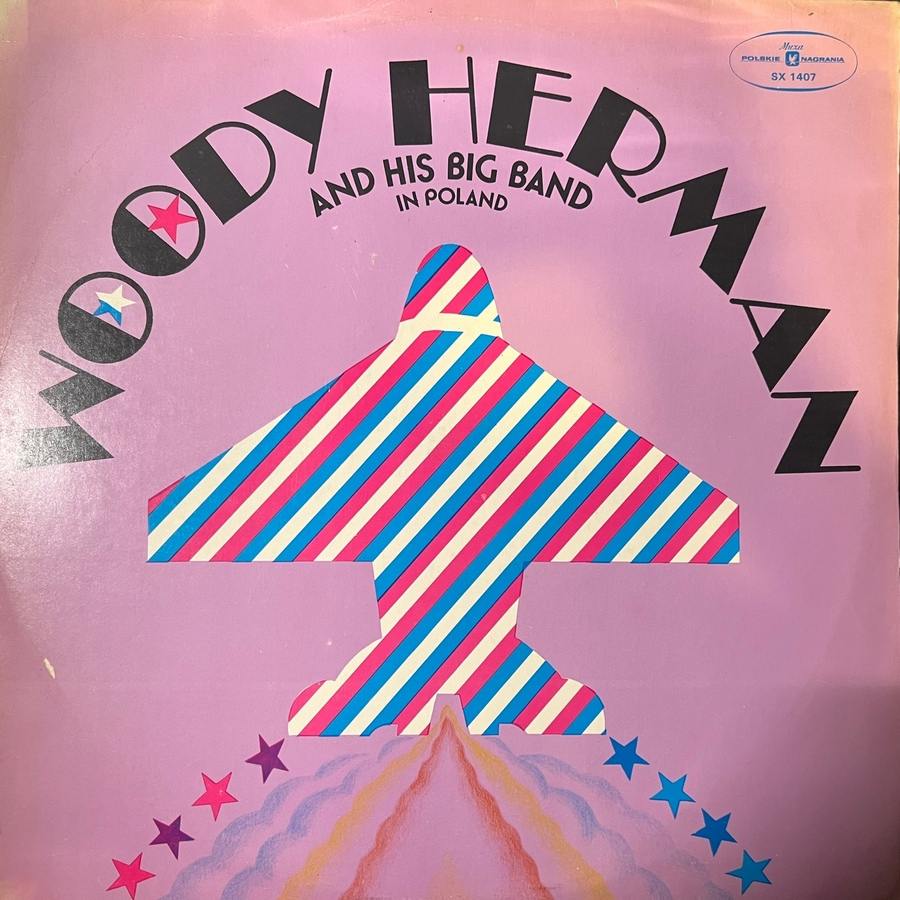 Muza
POLSKIE NAGRANIA
SX 1407
WOODY HERMAN
AND HIS BIG BAND
IN POLAND